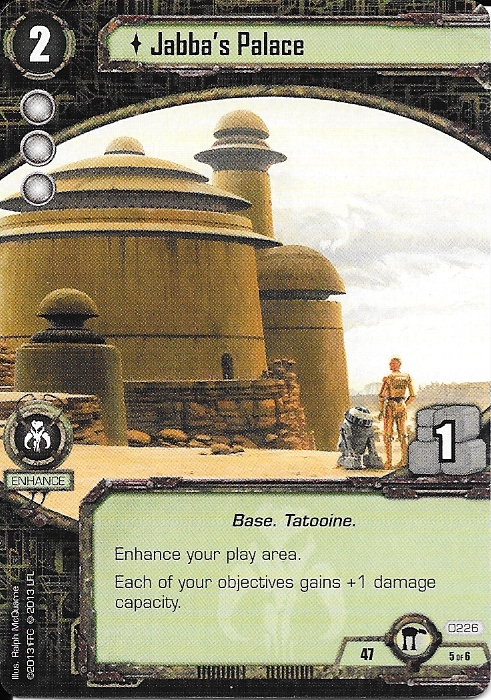 2
Jabba's Palace
1
ENHANCE
Base. Tatooine.
Enhance your play area.
Each of your objectives gains +1 damage
capacity.
Illus. Ralph McQuarrie
©2013 FFG ©2013 LFL
0226
47
5 of 6